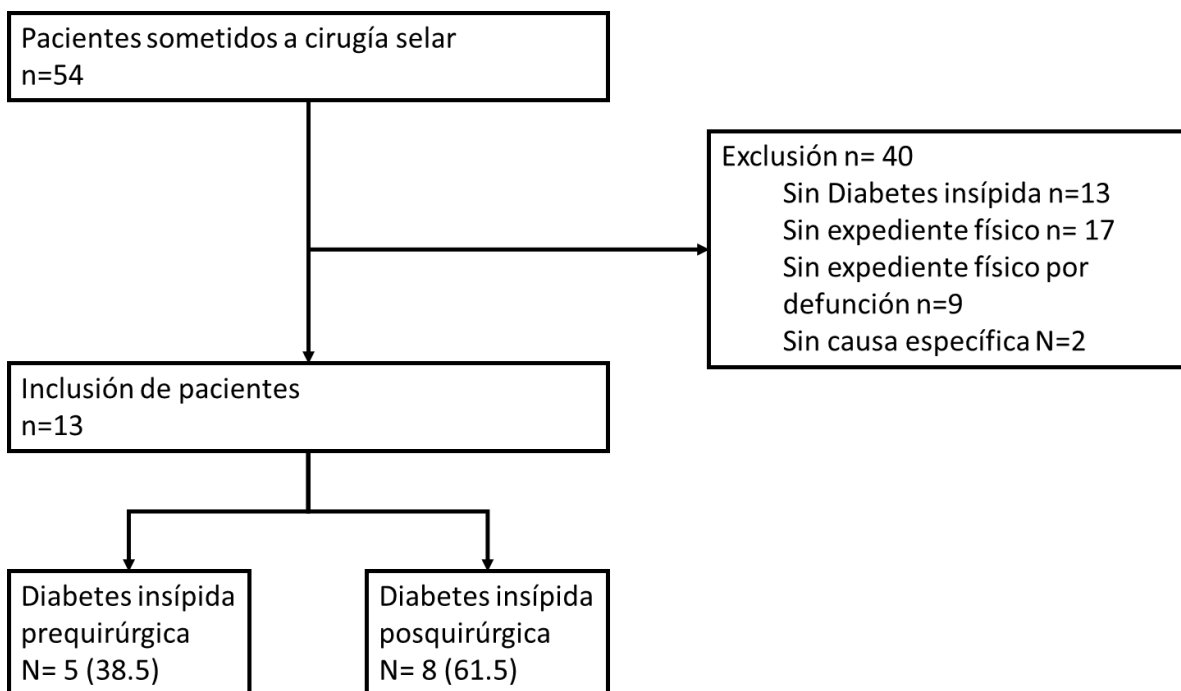 Pacientes sometidos a cirugía selar
n=54
Exclusión n= 40
Sin Diabetes insípida n=13
Sin expediente físico n= 17
Sin expediente físico por
defunción n=9
Sin causa específica N=2
Inclusión de pacientes
n=13
Diabetes insípida
prequirúrgica
N= 5 (38.5)
Diabetes insípida
posquirúrgica
N= 8 (61.5)